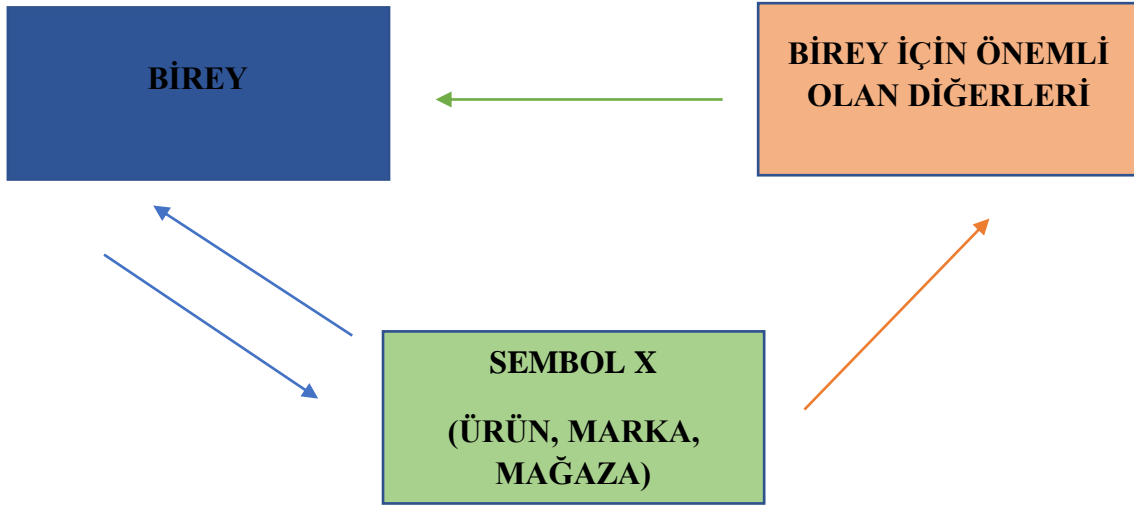 BİREY
BİREY İÇİN ÖNEMLİ
OLAN DİĞERLERİ
SEMBOL X
(ÜRÜN, MARKA,
MAĞAZA)